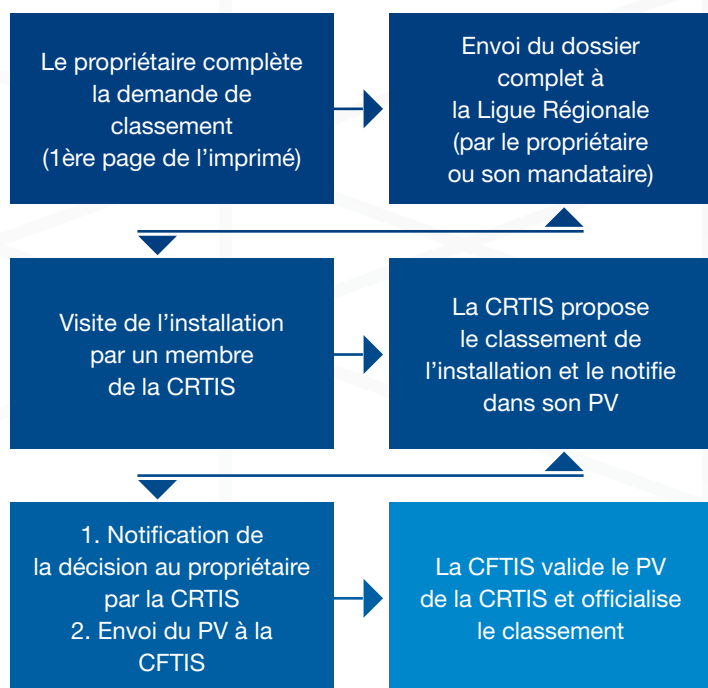 Le propriétaire complète
la demande de
classement
(1ère page de l'imprimé)
Envoi du dossier
complet à
la Ligue Régionale
(par le propriétaire
ou son mandataire)
Visite de l'installation
par un membre
de la CRTIS
La CRTIS propose
le classement de
l'installation et le notifie
dans son PV
1. Notification de
la décision au propriétaire
par la CRTIS
2. Envoi du PV à la
CFTIS
La CFTIS valide le PV
de la CRTIS et officialise
le classement